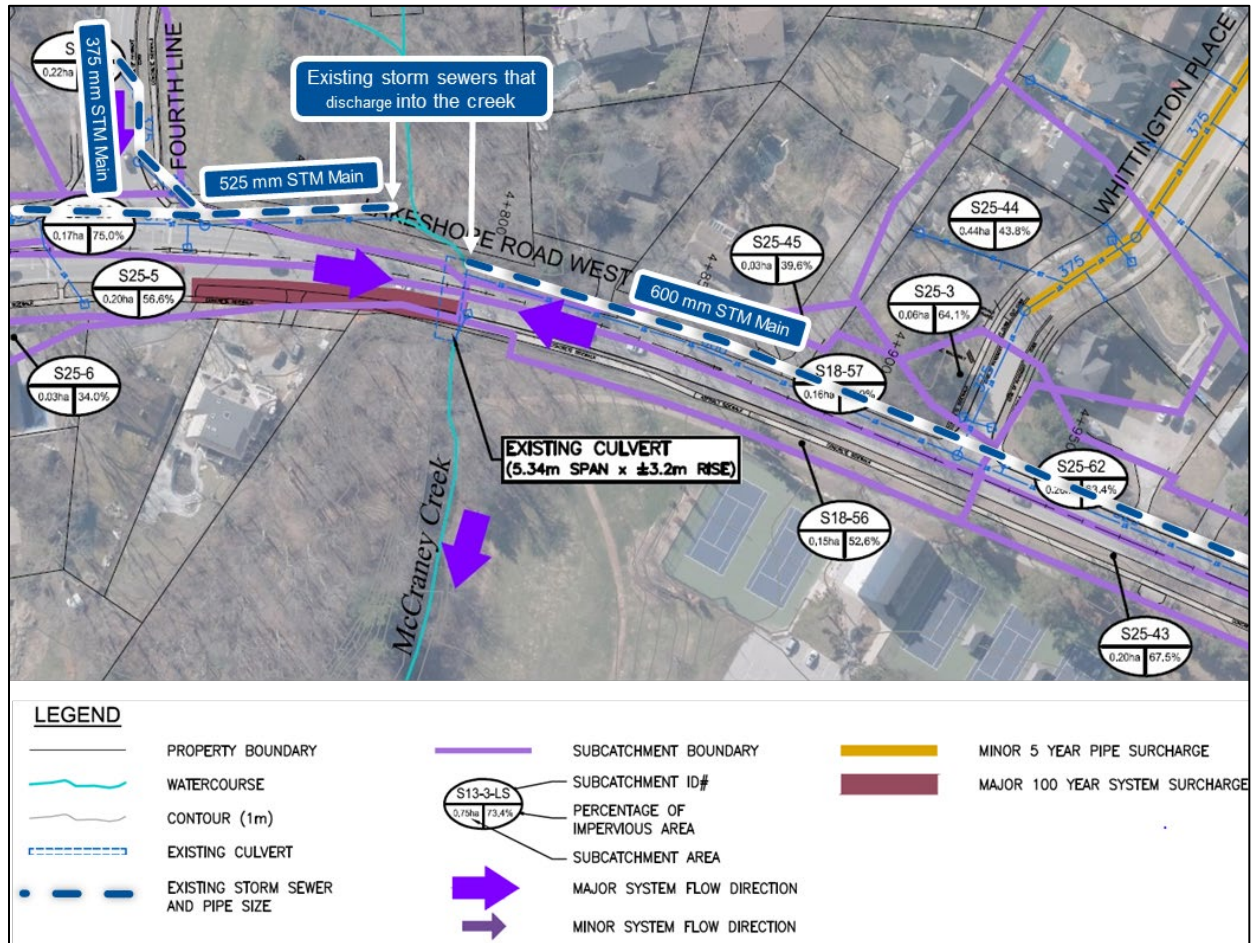 S
0.22ha
375 mm STM Main
375
FOURTH LINE
Existing storm sewers that
discharge into the creek
525 mm STM Main
LAKESHORE ROAD WEST
4+800
WHITTINGTON PLACE
375
S25-44
0.44ha 43.8%
S25-45
0.03ha 39.6%
0.17ha 75.0%
S25-5
0.20ha 56.6%
375
S25-3
0.06ha 64.1%
600 mm STM Main
4+900
S25-6
0.03ha 34.0%
S18-57
0.16ha
4+950
EXISTING CULVERT
(5.34m SPAN x ±3.2m RISE)
S25-62
63.4%
McCraney Creek
S18-56
0.15ha 52.6%
S25-43
0.20ha 67.5%
LEGEND
PROPERTY BOUNDARY
WATERCOURSE
CONTOUR (1m)
EXISTING CULVERT
EXISTING STORM SEWER
AND PIPE SIZE
SUBCATCHMENT BOUNDARY
S13-3-LS
0.75ha 73.4%
SUBCATCHMENT ID#
PERCENTAGE OF
IMPERVIOUS AREA
SUBCATCHMENT AREA
MAJOR SYSTEM FLOW DIRECTION
MINOR SYSTEM FLOW DIRECTION
MINOR 5 YEAR PIPE SURCHARGE
MAJOR 100 YEAR SYSTEM SURCHARGE